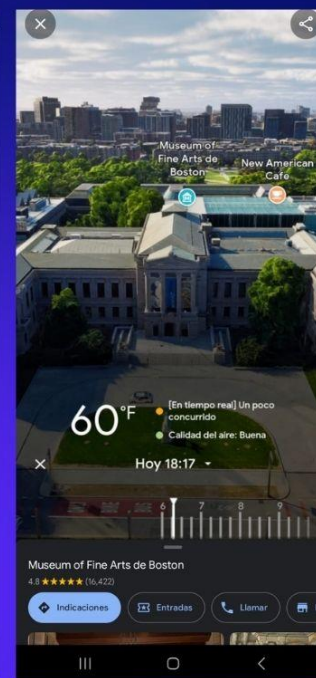 Museum of
Fine Arts de
Boston
New American
Cafe
60°F
[En tiempo real] Un poco
concurrido
Calidad del aire: Buena
Hoy 18:17
6 7 8 9
Museum of Fine Arts de Boston
4.8 ★★★★★ (16,422)
Indicaciones
Entradas
Llamar